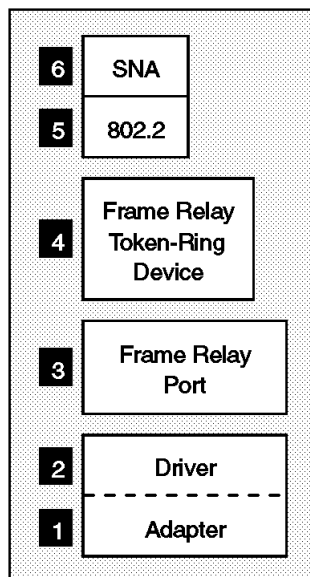 6 SNA
5 802.2
4 Frame Relay
Token-Ring
Device
3 Frame Relay
Port
2 Driver
1 Adapter